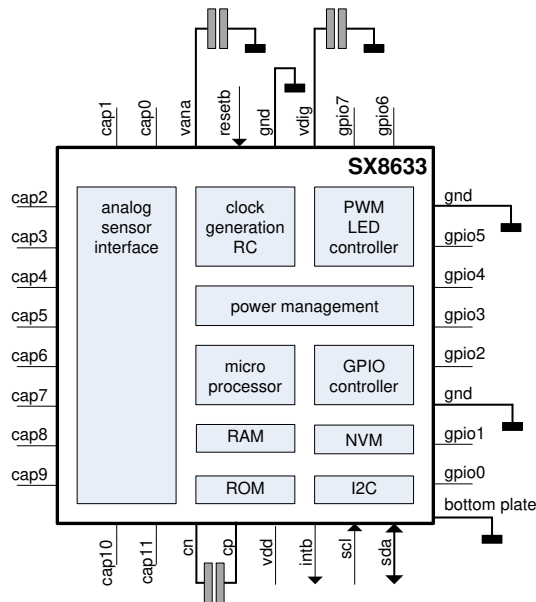 cap1
cap0
vana
resetb
gnd
vdig
gpio7
gpio6
SX8633
cap2
cap3
cap4
cap5
cap6
cap7
cap8
cap9
analog
sensor
interface
clock
generation
RC
PWM
LED
controller
power management
micro
processor
GPIO
controller
RAM
NVM
ROM
I2C
gnd
gpio5
gpio4
gpio3
gpio2
gnd
gpio1
gpio0
bottom plate
cap10
cap11
cn
cp
vdd
intb
scl
sda